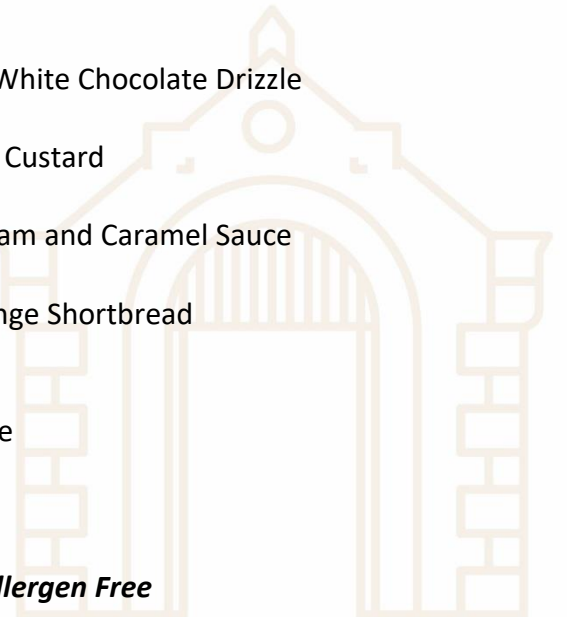 White Chocolate Drizzle
Custard
am and Caramel Sauce
nge Shortbread
e
llergen Free